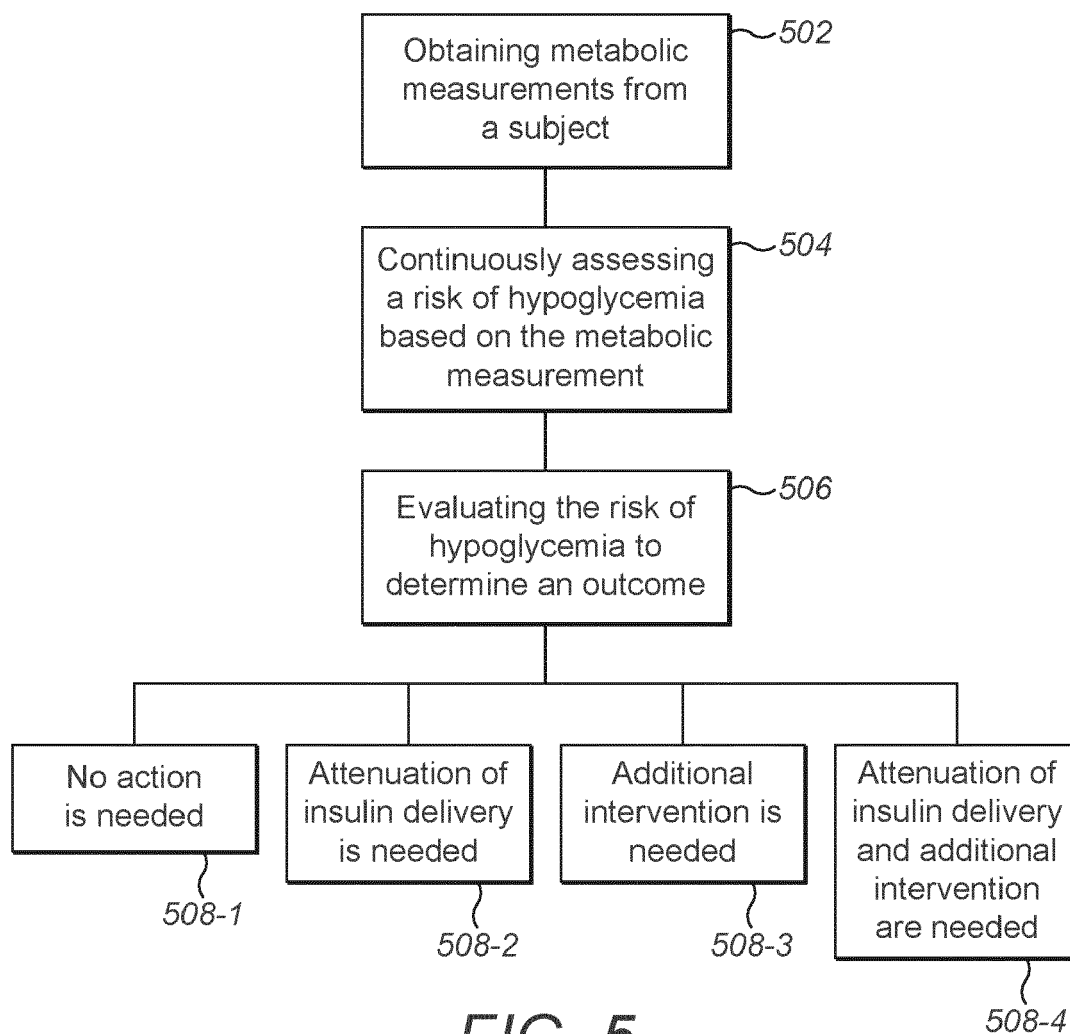 Obtaining metabolic
measurements from
a subject
502
Continuously assessing
a risk of hypoglycemia
based on the metabolic
measurement
504
Evaluating the risk of
hypoglycemia to
determine an outcome
506
No action
is needed
508-1
Attenuation of
insulin delivery
is needed
508-2
Additional
intervention is
needed
508-3
Attenuation of
insulin delivery
and additional
intervention
are needed
508-4
FIG. 5